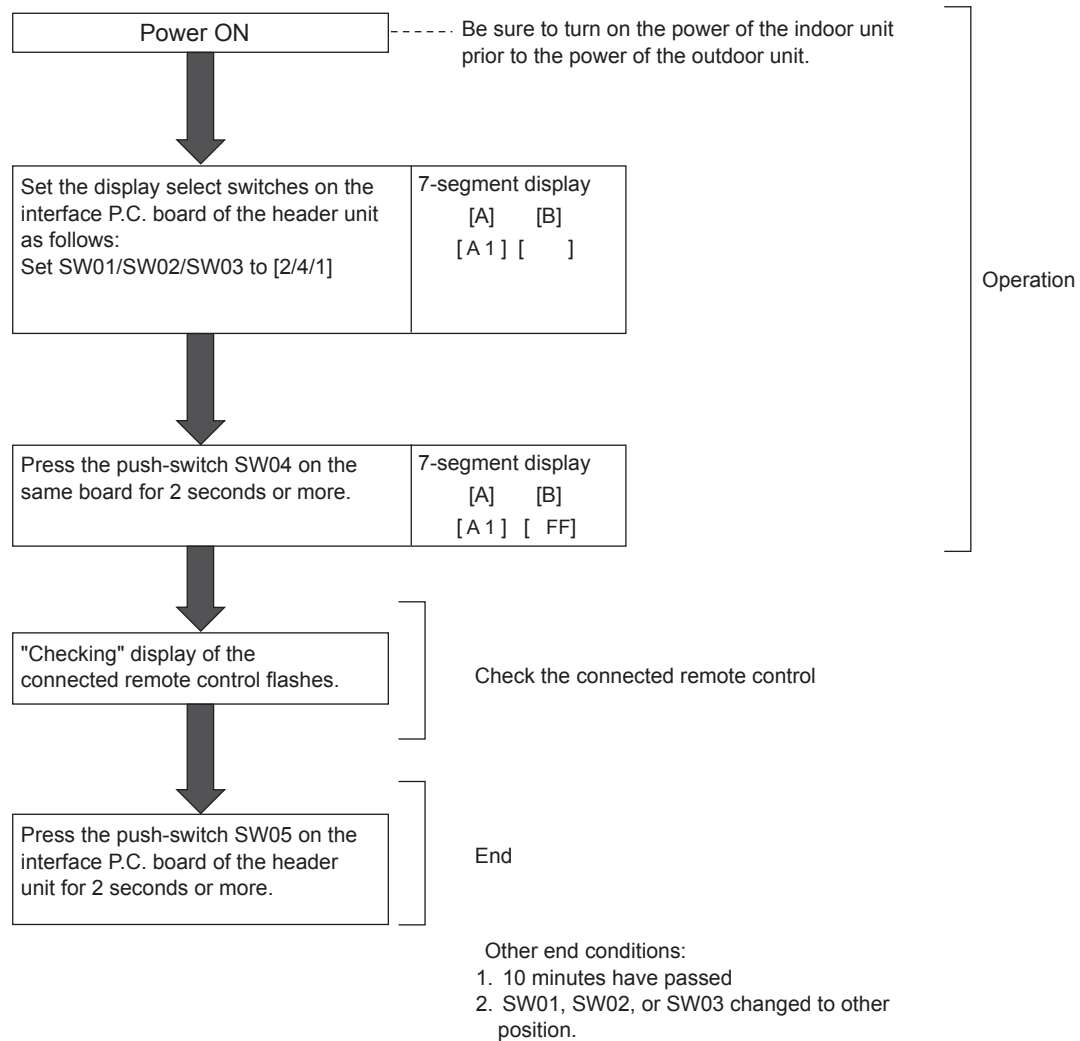 Power ON
Be sure to turn on the power of the indoor unit
prior to the power of the outdoor unit.
Set the display select switches on the
interface P.C. board of the header unit
as follows:
Set SW01/SW02/SW03 to [2/4/1]
7-segment display
[A] [B]
[ A 1 ] [ ]
Operation
Press the push-switch SW04 on the
same board for 2 seconds or more.
7-segment display
[A] [B]
[ A 1 ] [ FF]
"Checking" display of the
connected remote control flashes.
Check the connected remote control
Press the push-switch SW05 on the
interface P.C. board of the header
unit for 2 seconds or more.
End
Other end conditions:
1. 10 minutes have passed
2. SW01, SW02, or SW03 changed to other
position.